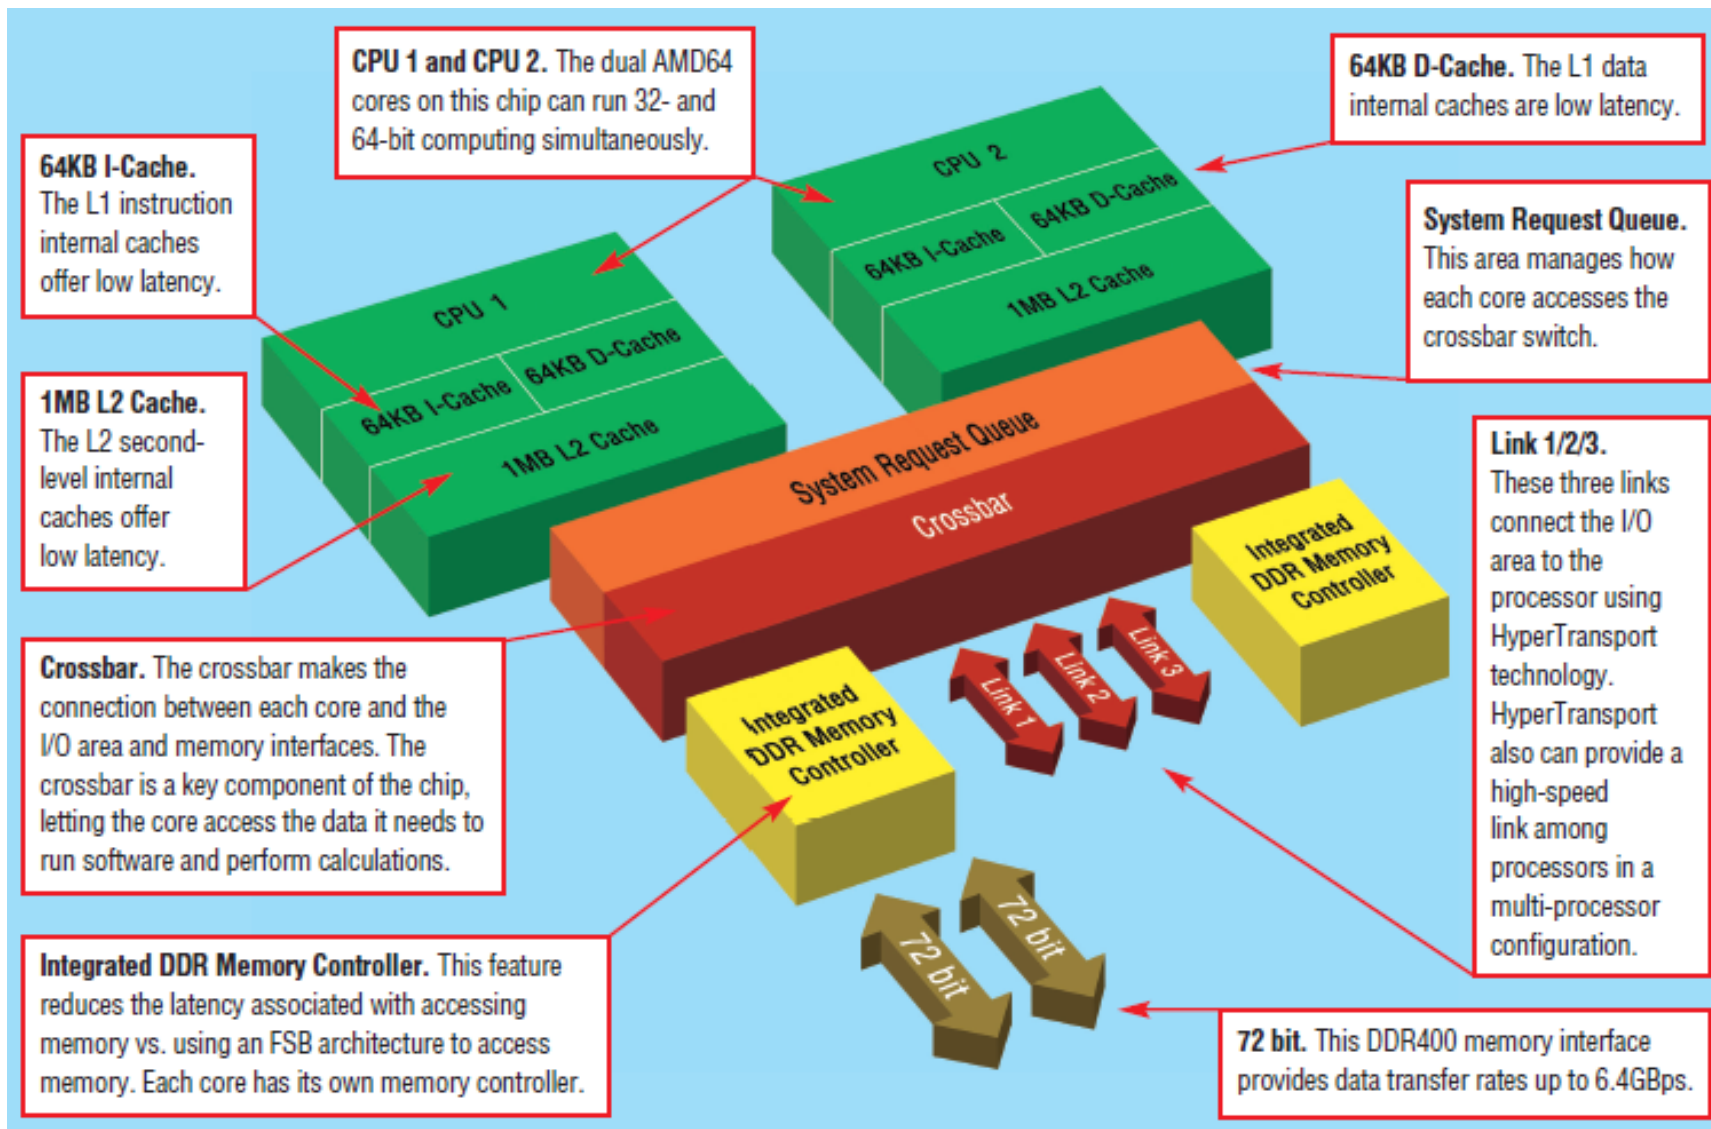 CPU 1 and CPU 2. The dual AMD64
cores on this chip can run 32- and
64-bit computing simultaneously.
64KB D-Cache. The L1 data
internal caches are low latency.
64KB I-Cache.
The L1 instruction
internal caches
offer low latency.
System Request Queue.
This area manages how
each core accesses the
crossbar switch.
1MB L2 Cache.
The L2 second-
level internal
caches offer
low latency.
Link 1/2/3.
These three links
connect the I/O
area to the
processor using
HyperTransport
technology.
HyperTransport
also can provide a
high-speed
link among
processors in a
multi-processor
configuration.
Crossbar. The crossbar makes the
connection between each core and the
I/O area and memory interfaces. The
crossbar is a key component of the chip,
letting the core access the data it needs to
run software and perform calculations.
Integrated DDR Memory Controller. This feature
reduces the latency associated with accessing
memory vs. using an FSB architecture to access
memory. Each core has its own memory controller.
72 bit. This DDR400 memory interface
provides data transfer rates up to 6.4GBps.
CPU 2
64KB I-Cache
64KB D-Cache
1MB L2 Cache
CPU 1
64KB I-Cache
64KB D-Cache
1MB L2 Cache
System Request Queue
Crossbar
Integrated
DDR Memory
Controller
Integrated
DDR Memory
Controller
Link 1
Link 2
Link 3
72 bit
72 bit